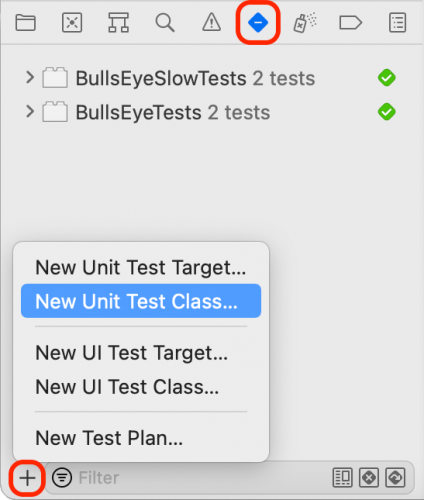 BullsEyeSlowTests 2 tests
BullsEyeTests 2 tests
New Unit Test Target...
New Unit Test Class...
New UI Test Target...
New UI Test Class...
New Test Plan...
Filter